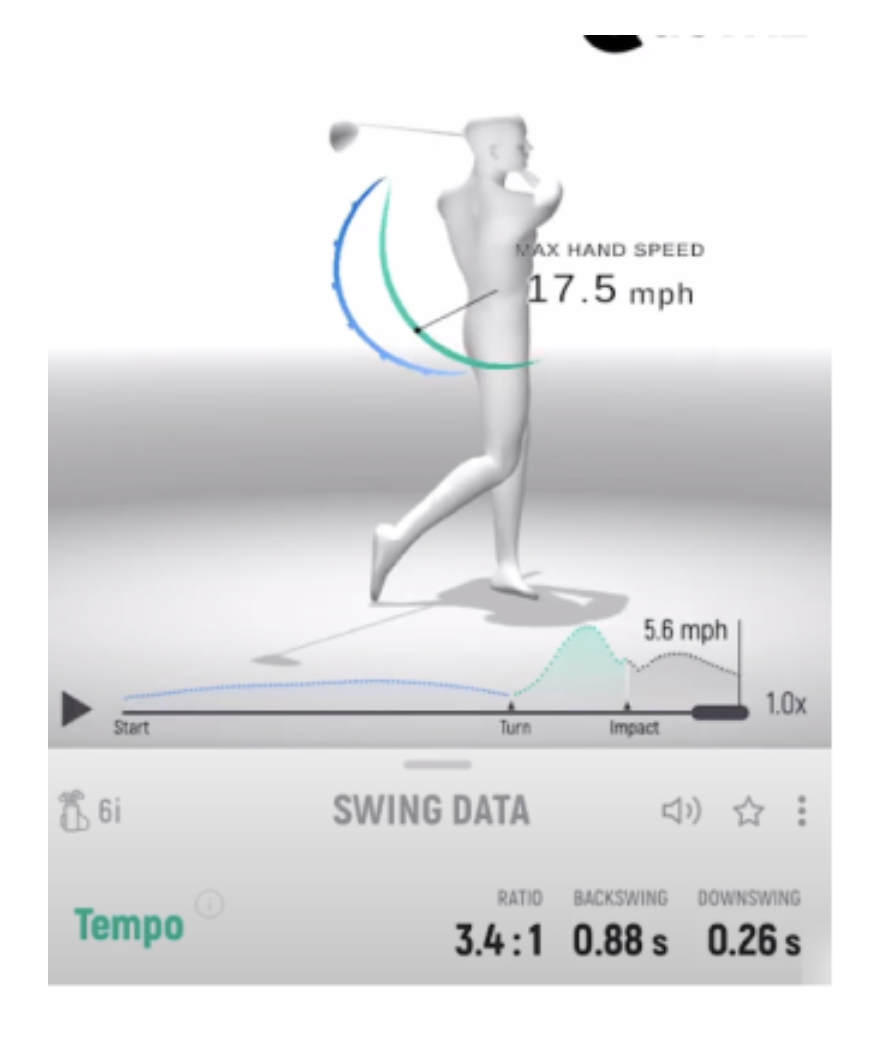 MAX HAND SPEED
17.5 mph
5.6 mph
1.0x
Start
Turn
Impact
6i
SWING DATA
Tempo
RATIO
BACKSWING
DOWNSWING
3.4:1
0.88 s
0.26 s